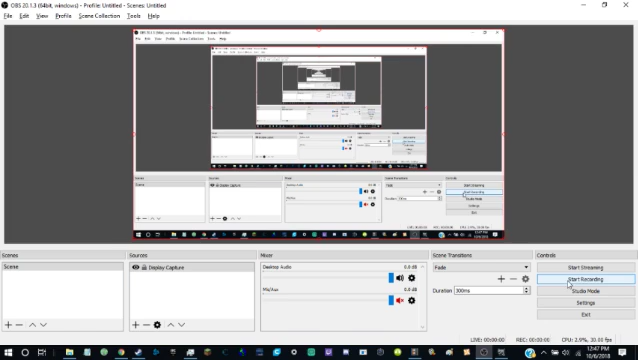 OBS 20.1.3 (64bit, windows) - Profile: Untitled - Scenes: Untitled
File Edit View Profile Scene Collection Tools Help
Scenes Sources Mixer Scene Transitions Controls
Scene
Display Capture
Desktop Audio 0.0 dB
Mic/Aux 0.0 dB
Fade
Duration 300ms
Start Streaming
Start Recording
Studio Mode
Settings
Exit
LIVE: 00:00:00 REC: 00:00:00 CPU: 2.9%, 30.00 fps
12:47 PM
10/6/2018